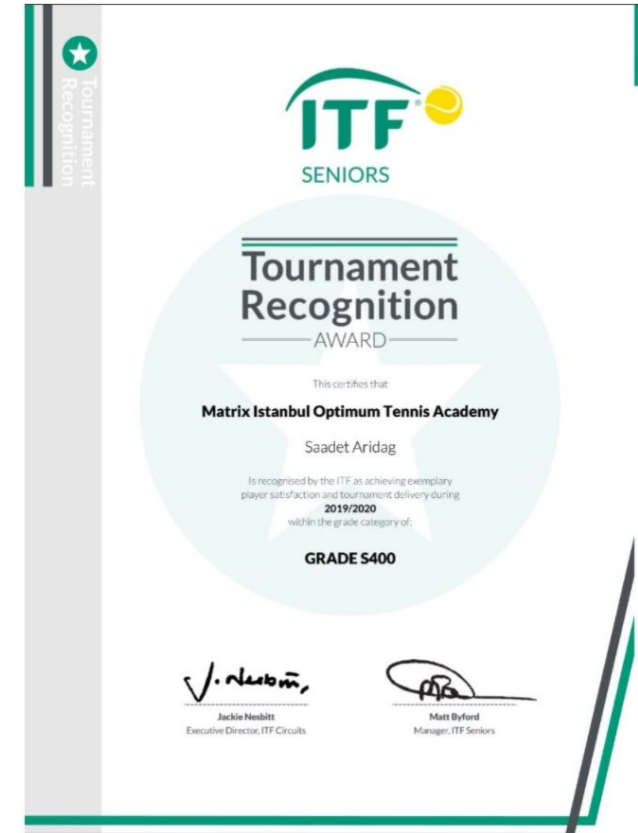 Tournament
Recognition
ITF
SENIORS
Tournament
Recognition
AWARD
This certifies that
Matrix Istanbul Optimum Tennis Academy
Saadet Aridag
Is recognised by the ITF as achieving exemplary
player satisfaction and tournament delivery during
2019/2020
within the grade category of:
GRADE S400
J. Nesbitt
Jackie Nesbitt
Executive Director, ITF Circuits
Matt Byford
Manager, ITF Seniors